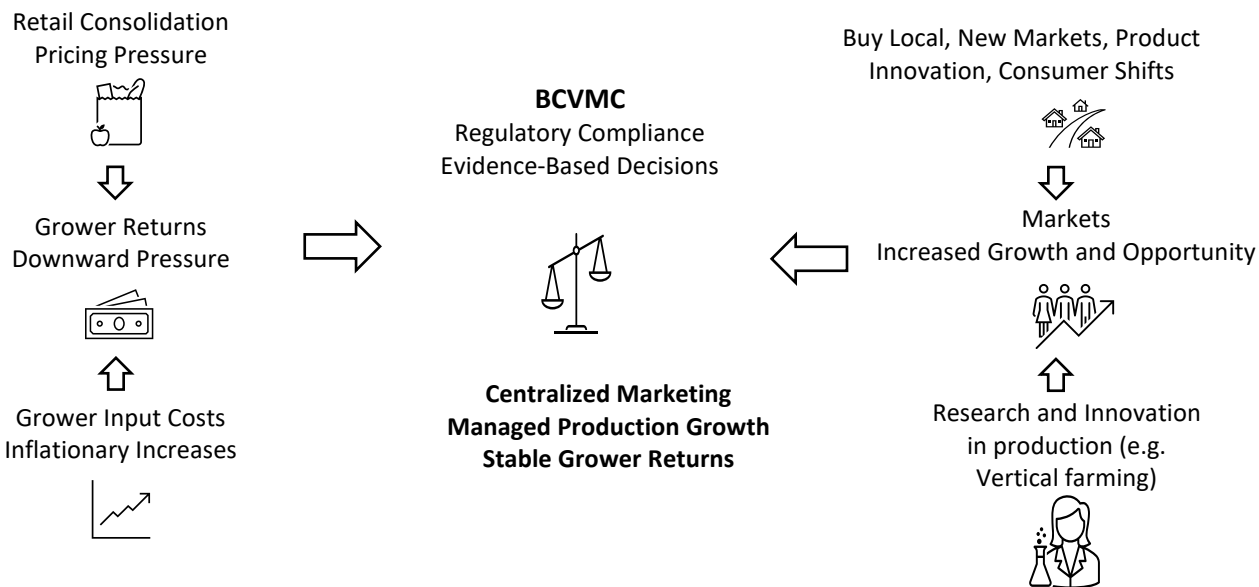 Retail Consolidation
Pricing Pressure
Grower Returns
Downward Pressure
Grower Input Costs
Inflationary Increases
BCVMC
Regulatory Compliance
Evidence-Based Decisions
Centralized Marketing
Managed Production Growth
Stable Grower Returns
Buy Local, New Markets, Product
Innovation, Consumer Shifts
Markets
Increased Growth and Opportunity
Research and Innovation
in production (e.g.
Vertical farming)